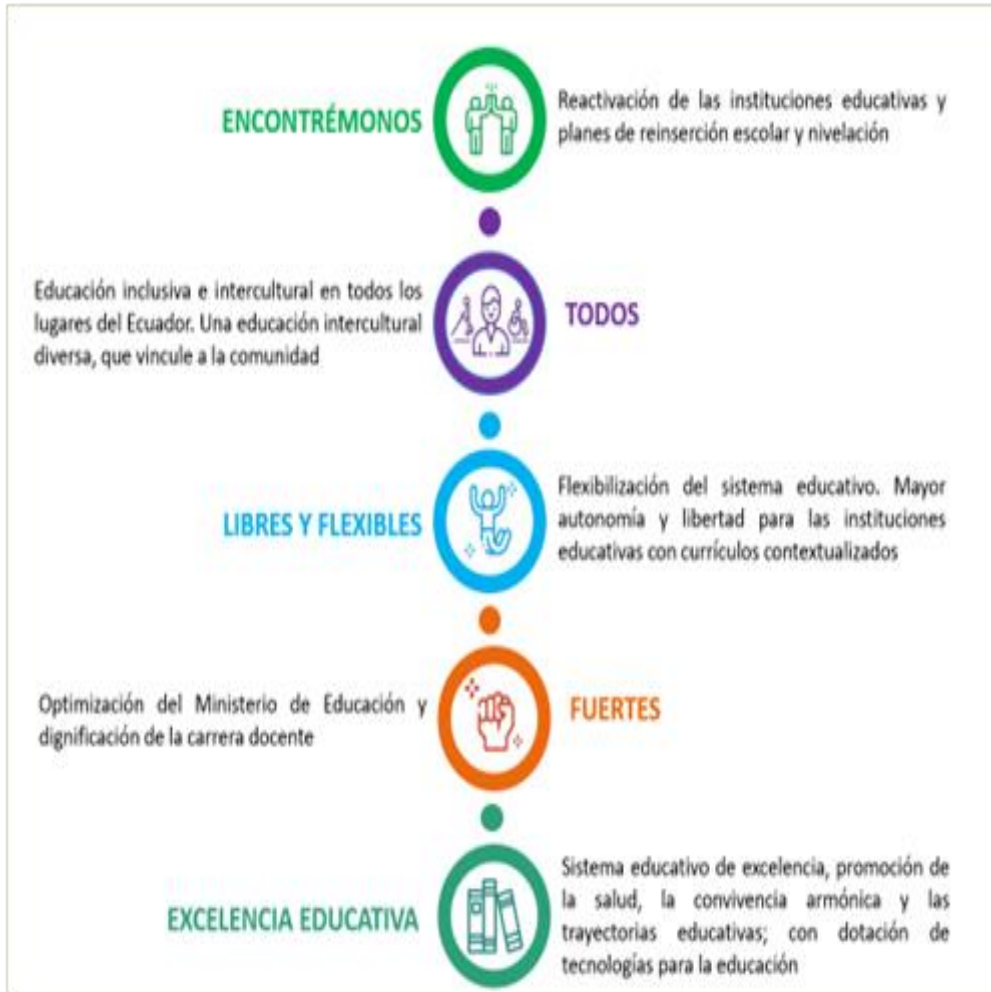 ENCONTRÉMONOS
Reactivación de las instituciones educativas y
planes de reinserción escolar y nivelación
Educación inclusiva e intercultural en todos los
lugares del Ecuador. Una educación intercultural
diversa, que vincule a la comunidad
TODOS
LIBRES Y FLEXIBLES
Flexibilización del sistema educativo. Mayor
autonomía y libertad para las instituciones
educativas con currículos contextualizados
Optimización del Ministerio de Educación y
dignificación de la carrera docente
FUERTES
EXCELENCIA EDUCATIVA
Sistema educativo de excelencia, promoción de
la salud, la convivencia armónica y las
trayectorias educativas; con dotación de
tecnologías para la educación